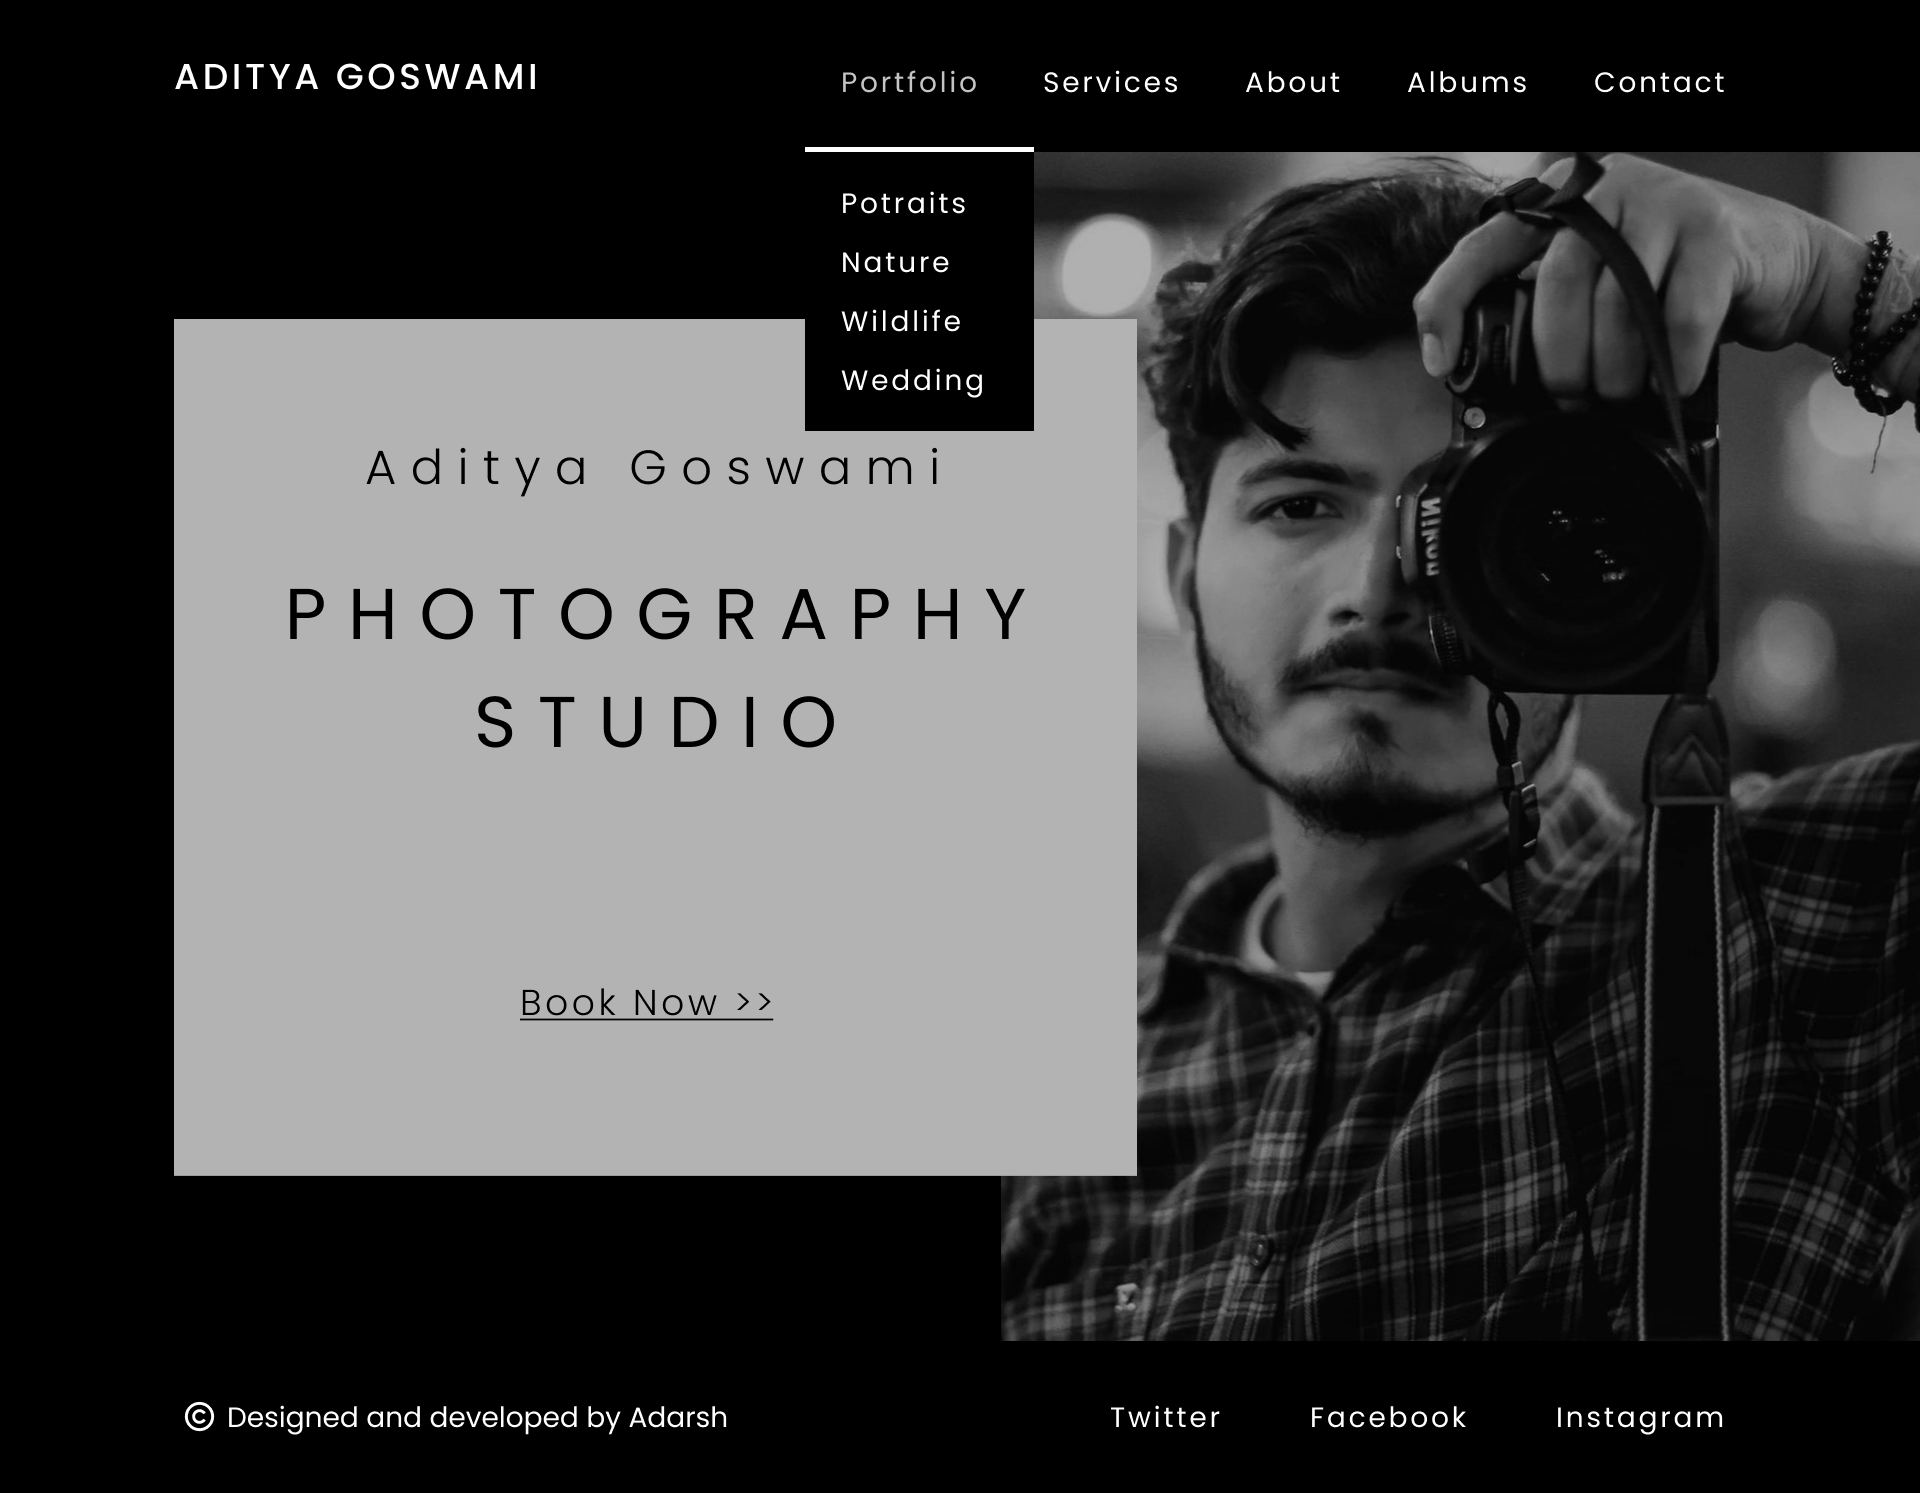 ADITYA GOSWAMI
Portfolio Services About Albums Contact
Potraits
Nature
Wildlife
Wedding
Aditya Goswami
PHOTOGRAPHY
STUDIO
Nikon
Book Now >>
© Designed and developed by Adarsh
Twitter Facebook Instagram